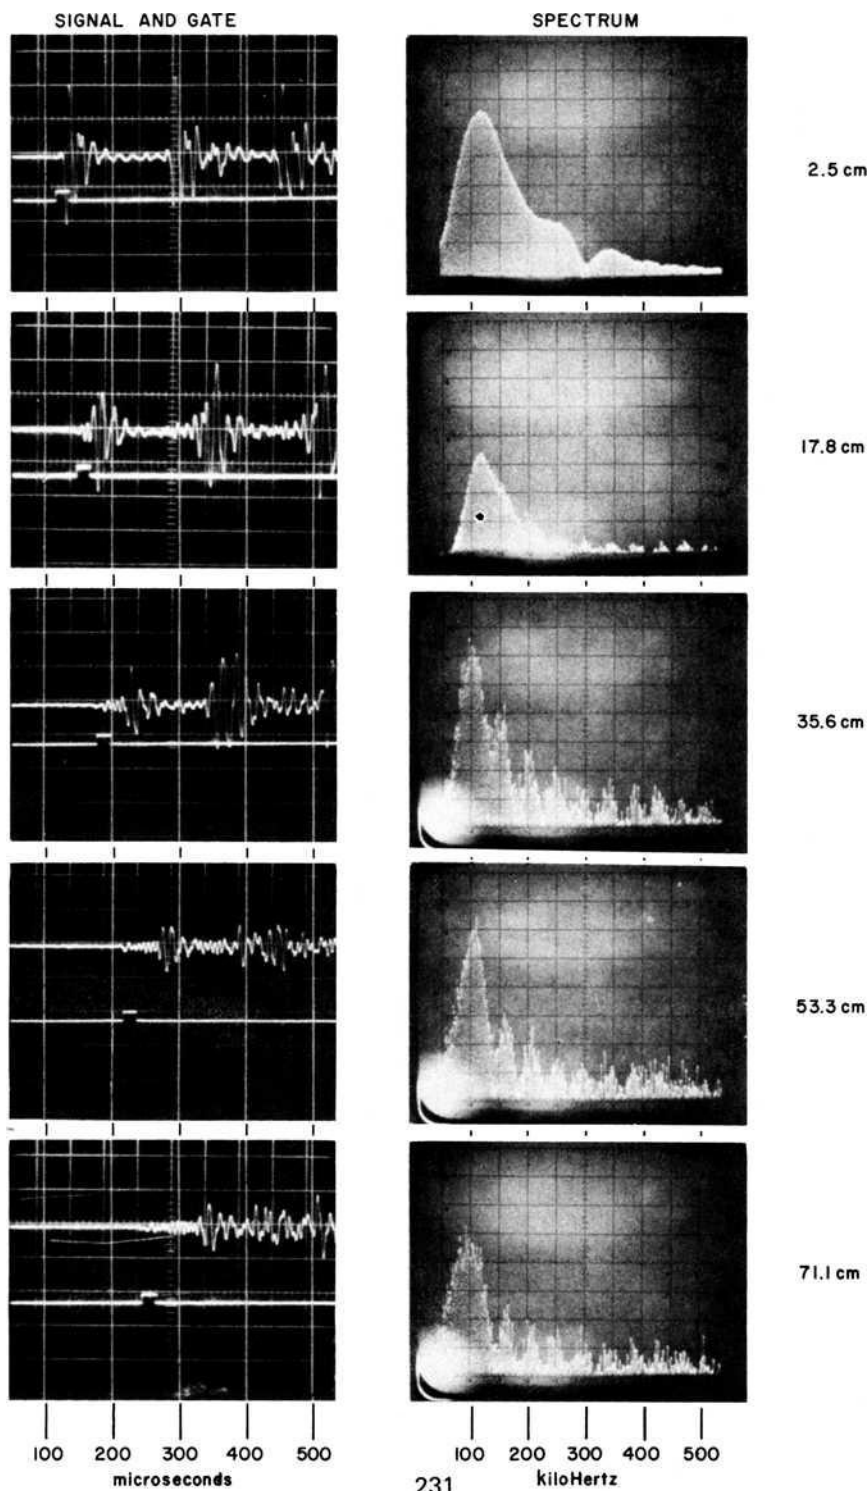 SIGNAL AND GATE
SPECTRUM
2.5 cm
17.8 cm
35.6 cm
53.3 cm
71.1 cm
100 200 300 400 500
microseconds
100 200 300 400 500
kiloHertz
231